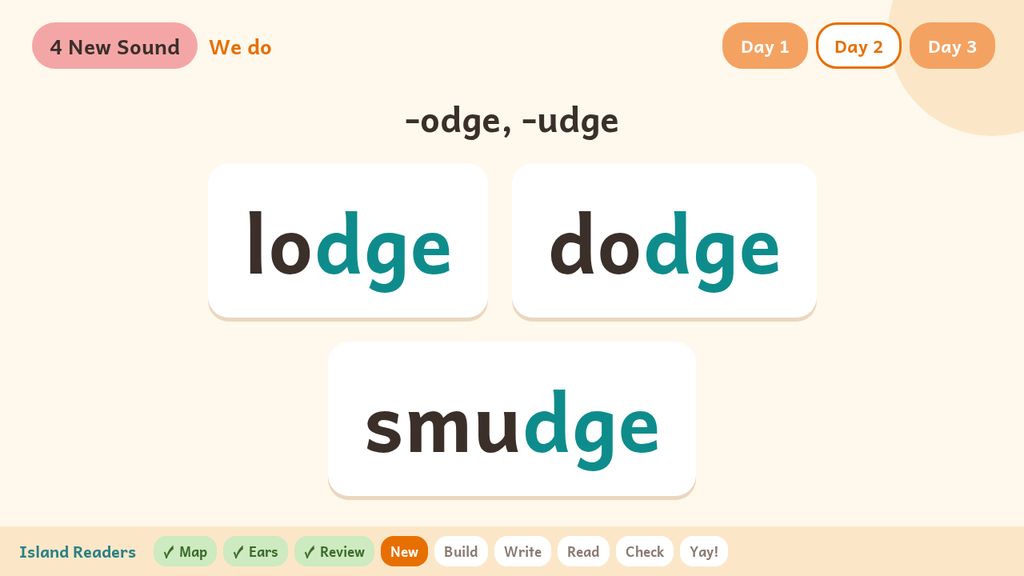 4 New Sound We do Day 1 Day 2 Day 3
-odge, -udge
lodge dodge
smudge
Island Readers ✓ Map ✓ Ears ✓ Review New Build Write Read Check Yay!